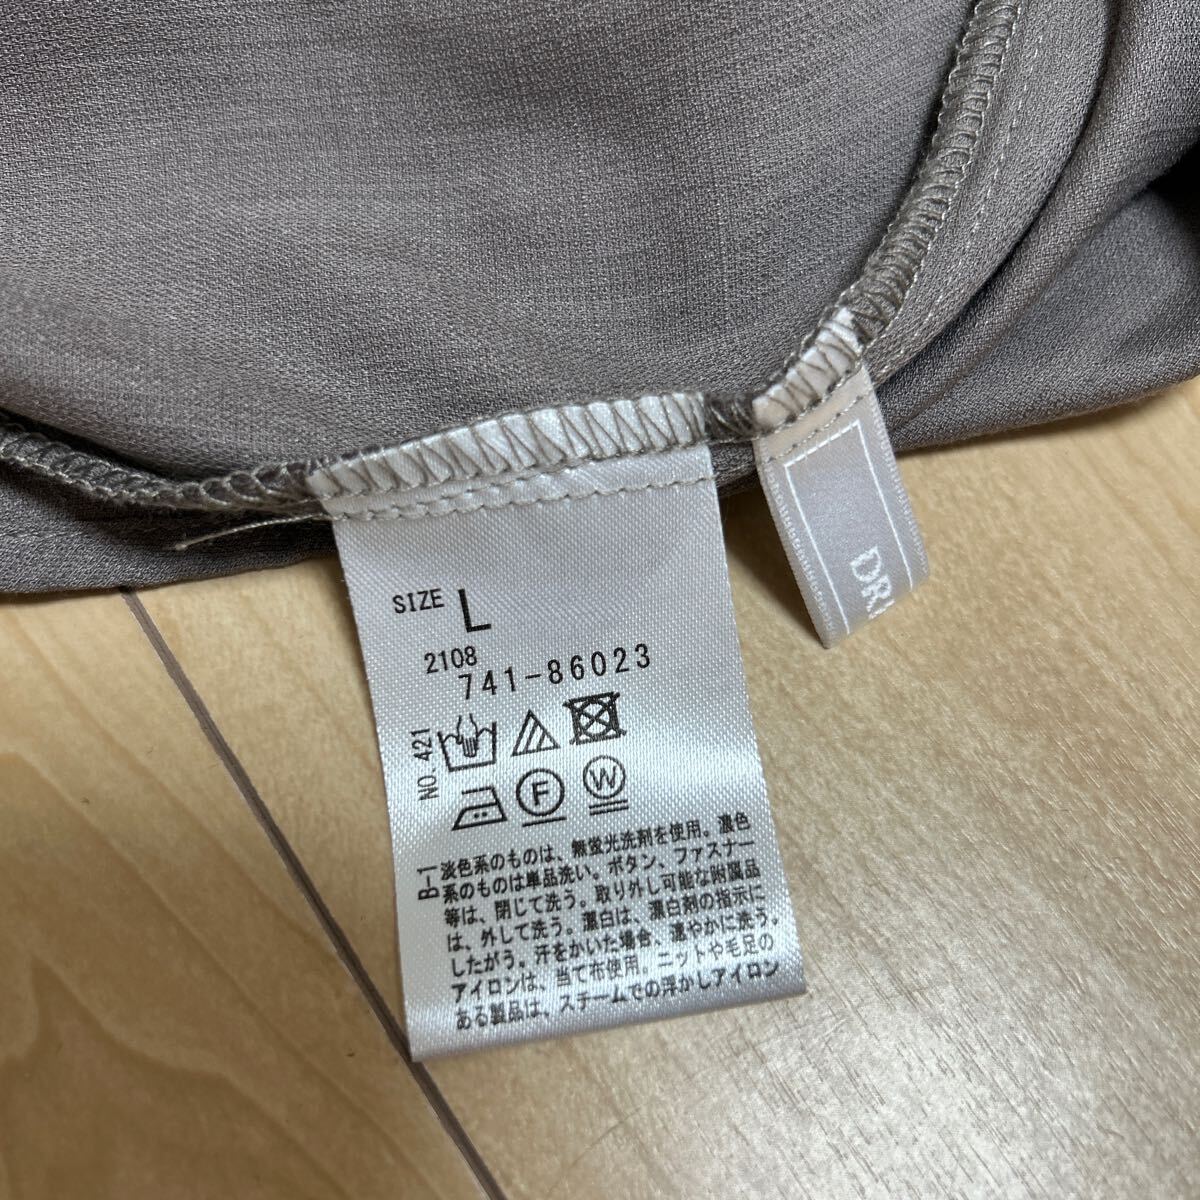 SIZE L
2108
741-86023
NO. 421
F
W
B-1
淡色系のものは、無蛍光洗剤を使用。濃色
系のものは単品洗い。ボタン、ファスナー
等は、閉じて洗う。取り外し可能な附属品
は、外して洗う。漂白は、漂白剤の指示に
したがう。汗をかいた場合、速やかに洗う。
アイロンは、当て布使用。ニットや毛足の
ある製品は、スチームでの浮かしアイロン